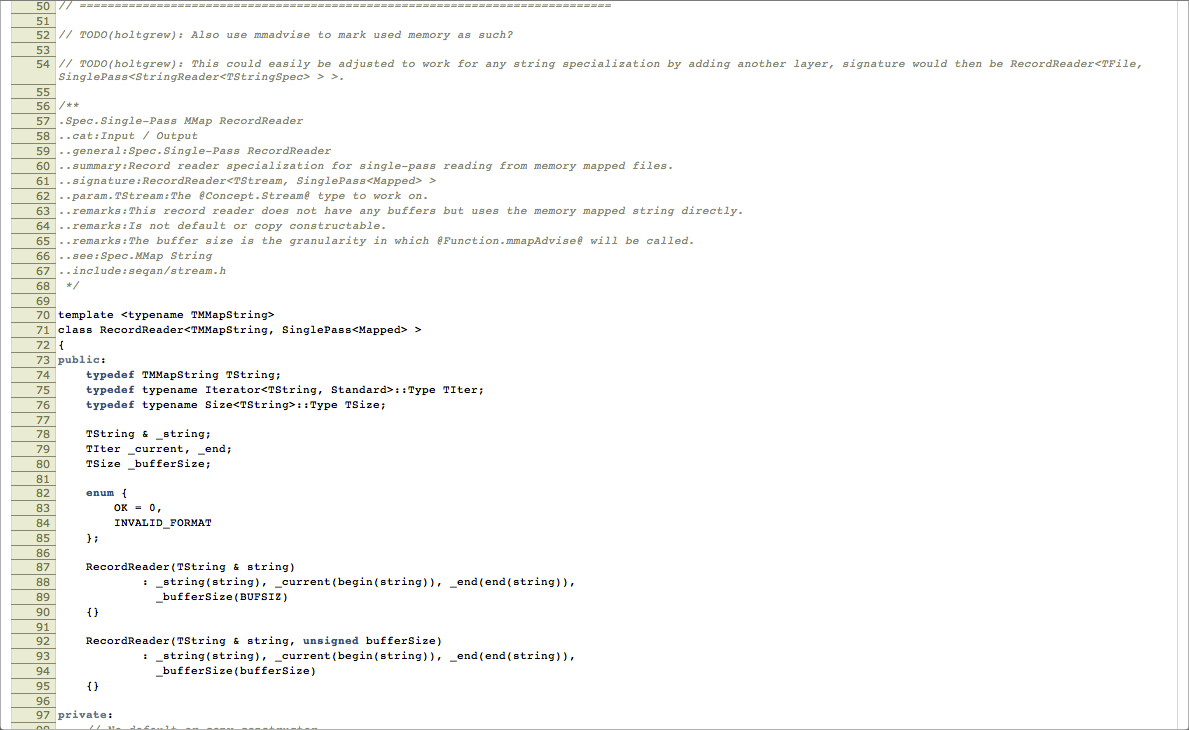 50 // ============================================================================
51
52 // TODO(holtgrew): Also use mmadvise to mark used memory as such?
53
54 // TODO(holtgrew): This could easily be adjusted to work for any string specialization by adding another layer, signature would then be RecordReader<TFile,
SinglePass<StringReader<TStringSpec> > >.
55
56 /**
57 .Spec.Single-Pass MMap RecordReader
58 ..cat:Input / Output
59 ..general:Spec.Single-Pass RecordReader
60 ..summary:Record reader specialization for single-pass reading from memory mapped files.
61 ..signature:RecordReader<TStream, SinglePass<Mapped> >
62 ..param.TStream:The @Concept.Stream@ type to work on.
63 ..remarks:This record reader does not have any buffers but uses the memory mapped string directly.
64 ..remarks:Is not default or copy constructable.
65 ..remarks:The buffer size is the granularity in which @Function.mmapAdvise@ will be called.
66 ..see:Spec.MMap String
67 ..include:seqan/stream.h
68  */
69
70 template <typename TMMapString>
71 class RecordReader<TMMapString, SinglePass<Mapped> >
72 {
73 public:
74     typedef TMMapString TString;
75     typedef typename Iterator<TString, Standard>::Type TIter;
76     typedef typename Size<TString>::Type TSize;
77
78     TString & _string;
79     TIter _current, _end;
80     TSize _bufferSize;
81
82     enum {
83         OK = 0,
84         INVALID_FORMAT
85     };
86
87     RecordReader(TString & string)
88             : _string(string), _current(begin(string)), _end(end(string)),
89               _bufferSize(BUFSIZ)
90     {}
91
92     RecordReader(TString & string, unsigned bufferSize)
93             : _string(string), _current(begin(string)), _end(end(string)),
94               _bufferSize(bufferSize)
95     {}
96
97 private:
98     // No default or copy constructor